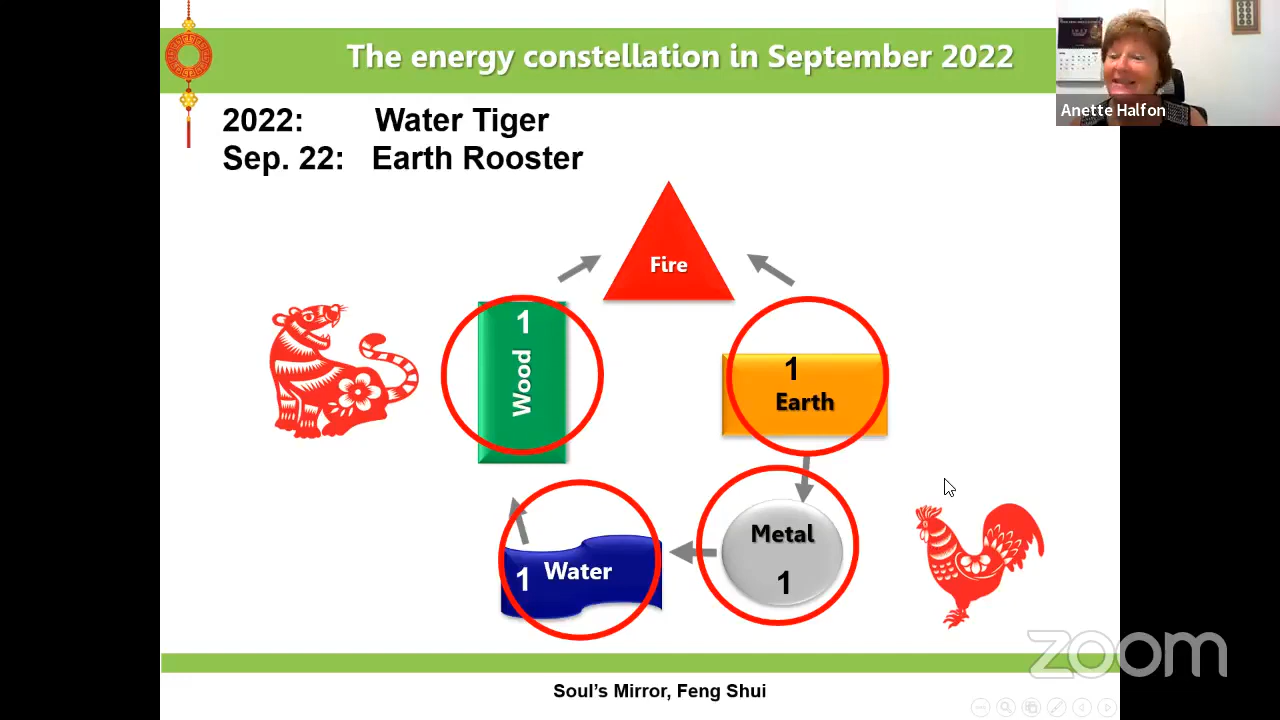 The energy constellation in September 2022
Anette Halfon
2022: Water Tiger
Sep. 22: Earth Rooster
Fire
1
Wood
1
Earth
Metal
1
1 Water
zoom
Soul's Mirror, Feng Shui